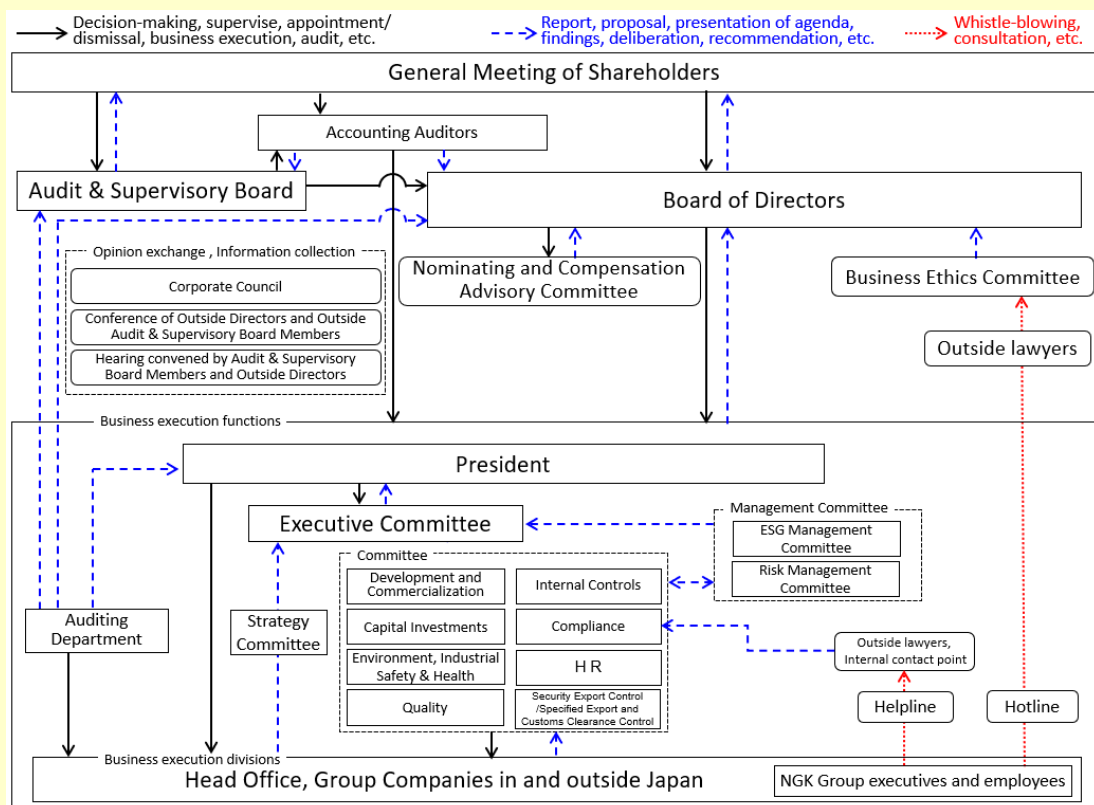 Decision-making, supervise, appointment/
dismissal, business execution, audit, etc.
Report, proposal, presentation of agenda,
findings, deliberation, recommendation, etc.
Whistle-blowing,
consultation, etc.
General Meeting of Shareholders
Accounting Auditors
Audit & Supervisory Board
Board of Directors
Opinion exchange , Information collection
Corporate Council
Conference of Outside Directors and Outside
Audit & Supervisory Board Members
Hearing convened by Audit & Supervisory
Board Members and Outside Directors
Nominating and Compensation
Advisory Committee
Business Ethics Committee
Outside lawyers
Business execution functions
President
Executive Committee
Management Committee
ESG Management
Committee
Risk Management
Committee
Committee
Development and
Commercialization
Internal Controls
Capital Investments
Compliance
Environment, Industrial
Safety & Health
H R
Quality
Security Export Control
/Specified Export and
Customs Clearance Control
Auditing
Department
Strategy
Committee
Outside lawyers,
Internal contact point
Helpline
Hotline
Business execution divisions
Head Office, Group Companies in and outside Japan
NGK Group executives and employees